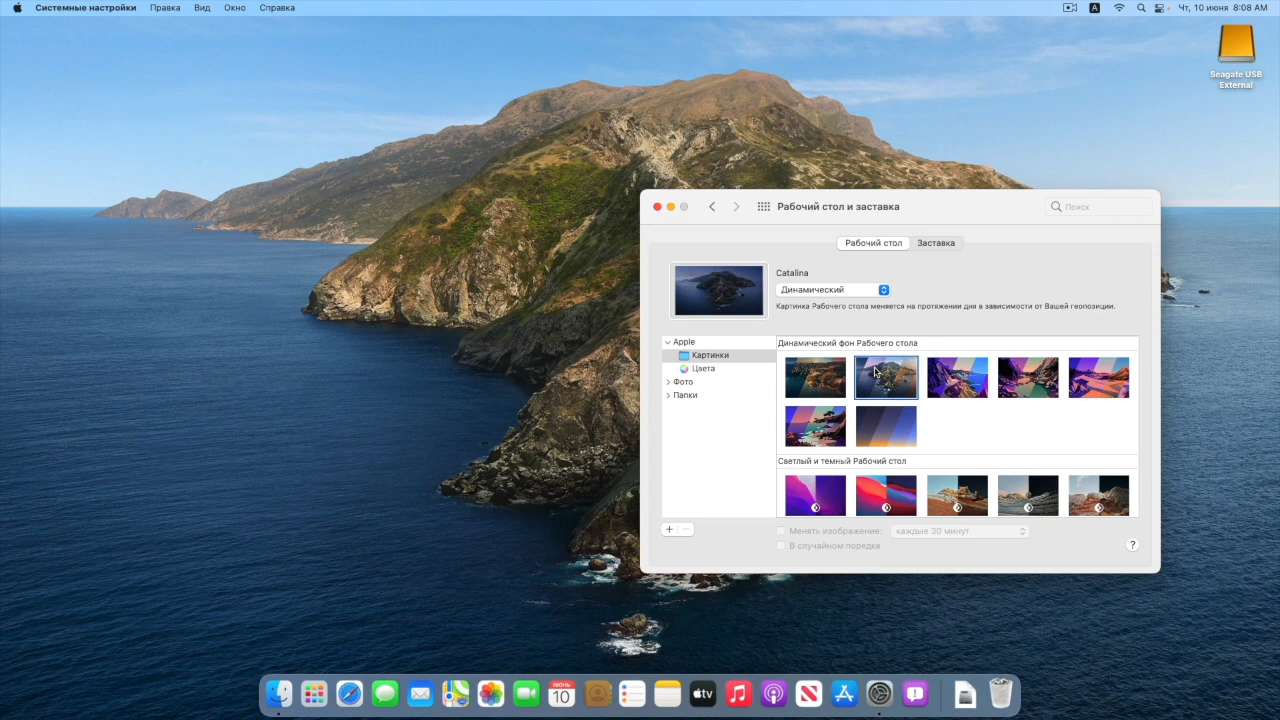 Системные настройки Правка Вид Окно Справка
A Чт, 10 июня 8:08 AM
Seagate USB
External
Рабочий стол и заставка
Поиск
Рабочий стол Заставка
Catalina
Динамический
Картинка Рабочего стола меняется на протяжении дня в зависимости от Вашей геопозиции.
Apple
Картинки
Цвета
Фото
Папки
Динамический фон Рабочего стола
Светлый и темный Рабочий стол
+ −
Менять изображение: каждые 30 минут
В случайном порядке
?
ИЮНЬ
10
tv